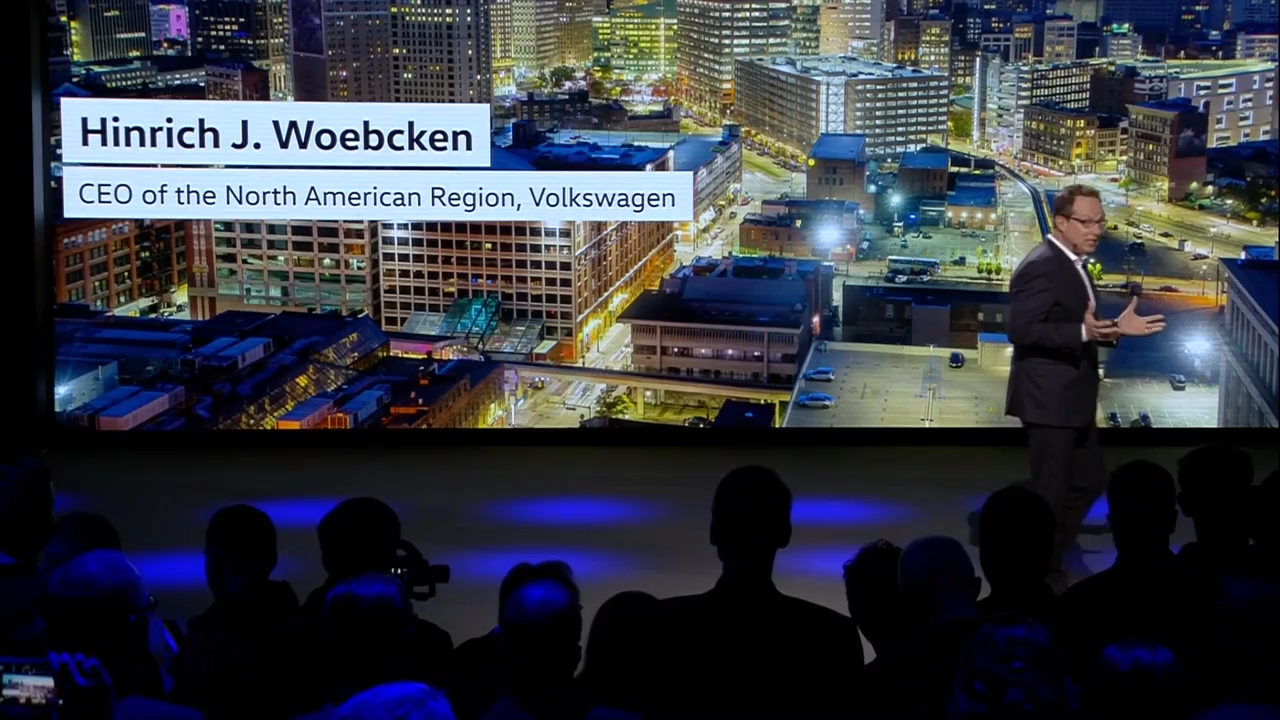 Hinrich J. Woebcken
CEO of the North American Region, Volkswagen